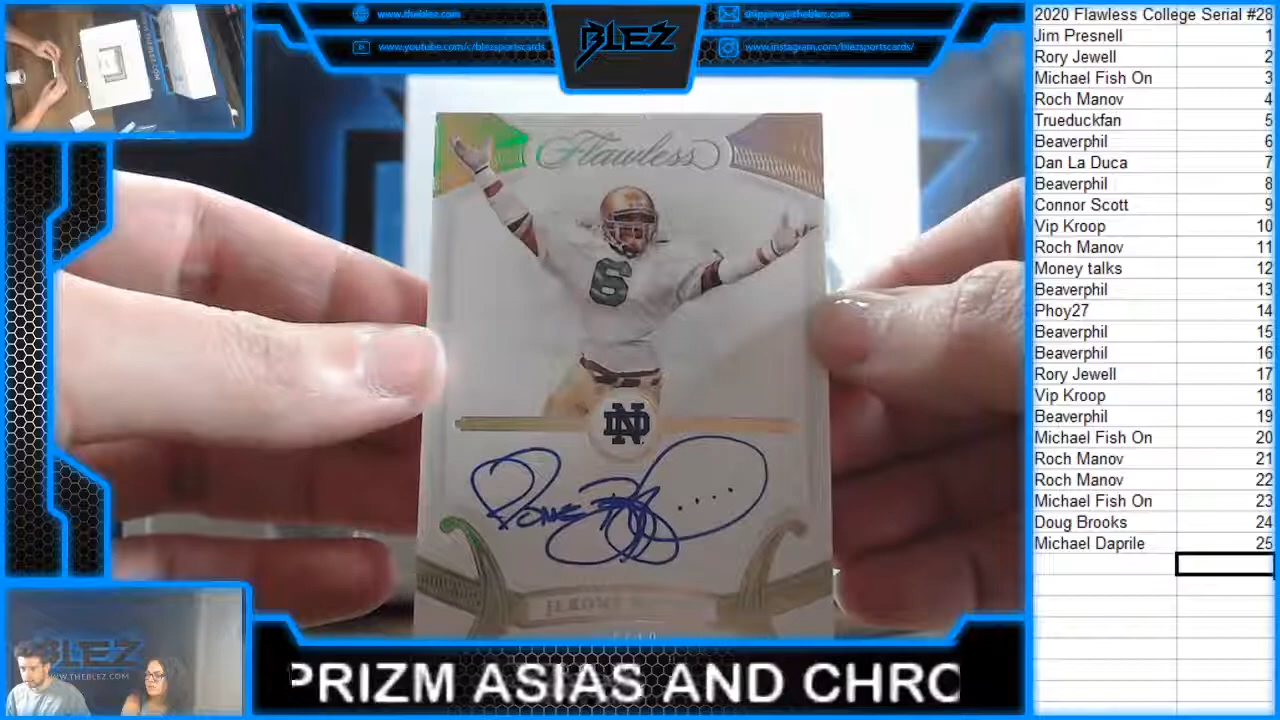 www.theblez.com
www.youtube.com/c/blezsportscards
BLEZ
shipping@theblez.com
www.instagram.com/blezsportscards/
Flawless
6
ND
JEROME
PRIZM ASIAS AND CHRO
BLEZ
WWW.THEBLEZ.COM
2020 Flawless College Serial #28
Jim Presnell 1
Rory Jewell 2
Michael Fish On 3
Roch Manov 4
Trueduckfan 5
Beaverphil 6
Dan La Duca 7
Beaverphil 8
Connor Scott 9
Vip Kroop 10
Roch Manov 11
Money talks 12
Beaverphil 13
Phoy27 14
Beaverphil 15
Beaverphil 16
Rory Jewell 17
Vip Kroop 18
Beaverphil 19
Michael Fish On 20
Roch Manov 21
Roch Manov 22
Michael Fish On 23
Doug Brooks 24
Michael Daprile 25